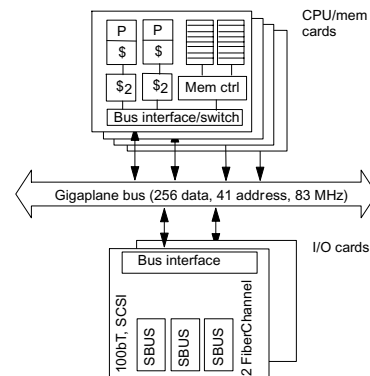 CPU/mem
cards
P P
$ $
$2 $2 Mem ctrl
Bus interface/switch
Gigaplane bus (256 data, 41 address, 83 MHz)
I/O cards
Bus interface
100bT, SCSI
SBUS
SBUS
SBUS
2 FiberChannel